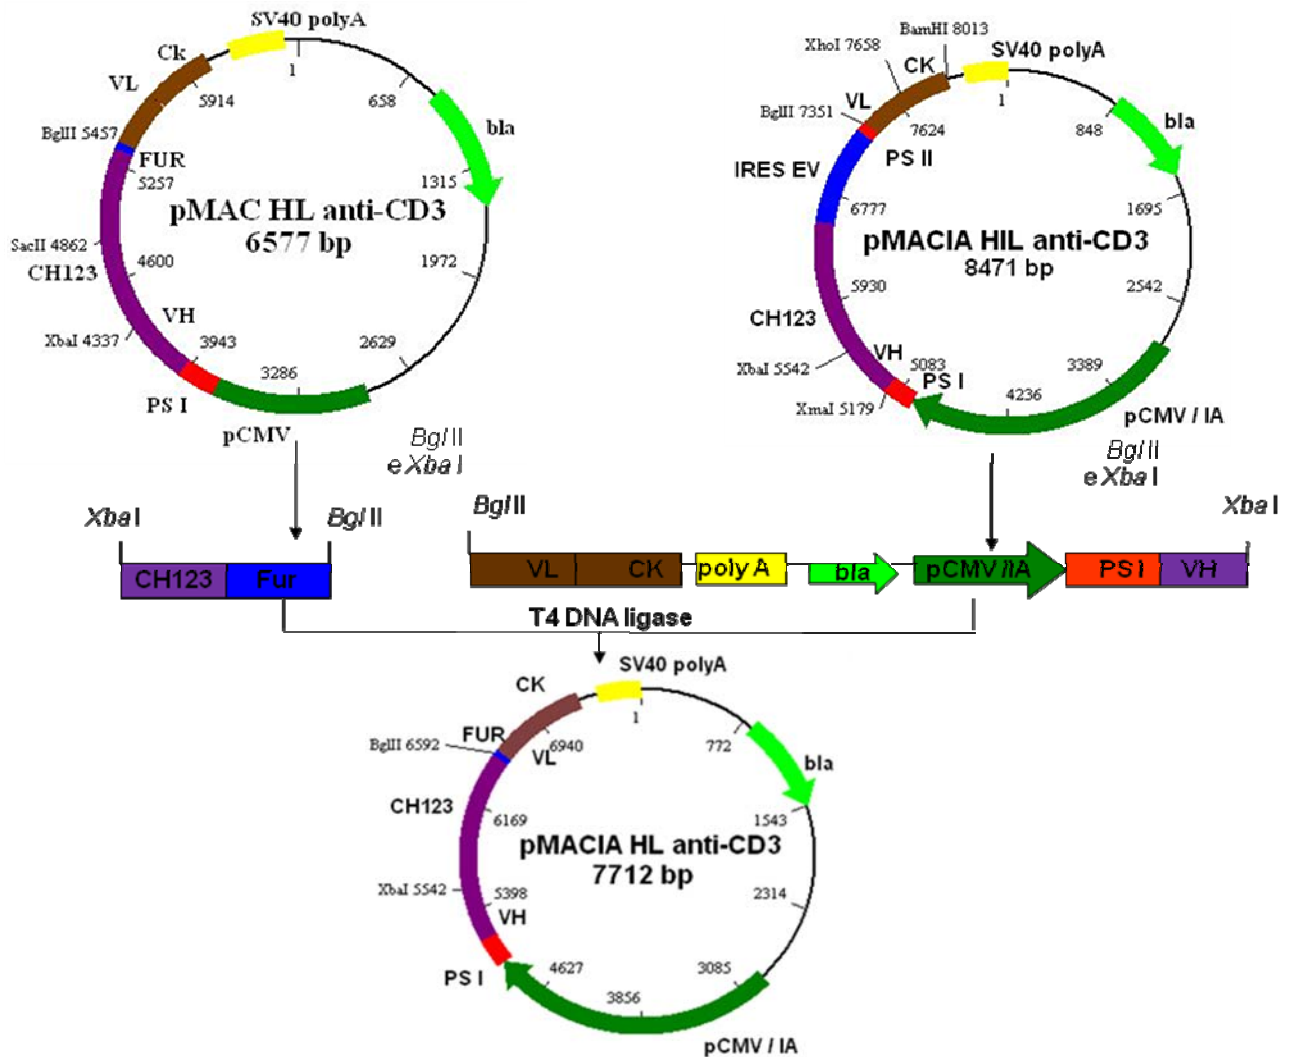 SV40 polyA
Ck
VL
1
5914
658
BglII 5457
bla
FUR
5257
1315
pMAC HL anti-CD3
6577 bp
SacII 4862
CH123
4600
1972
VH
XbaI 4337
3943
2629
3286
PS I
pCMV
BglII
e XbaI
BamHI 8013
XhoI 7658
SV40 polyA
CK
1
VL
BglII 7351
7624
848
bla
PS II
IRES EV
6777
1695
pMACIA HIL anti-CD3
8471 bp
5930
2542
CH123
VH
XbaI 5542
5083
PS I
3389
XmaI 5179
4236
pCMV / IA
BglII
e XbaI
XbaI
BglII
CH123
Fur
BglII
XbaI
VL
CK
poly A
bla
pCMV/IA
PS I
VH
T4 DNA ligase
SV40 polyA
CK
1
FUR
6940
772
BglII 6592
VL
bla
CH123
6169
1543
pMACIA HL anti-CD3
7712 bp
XbaI 5542
5398
2314
VH
PS I
4627
3085
3856
pCMV / IA